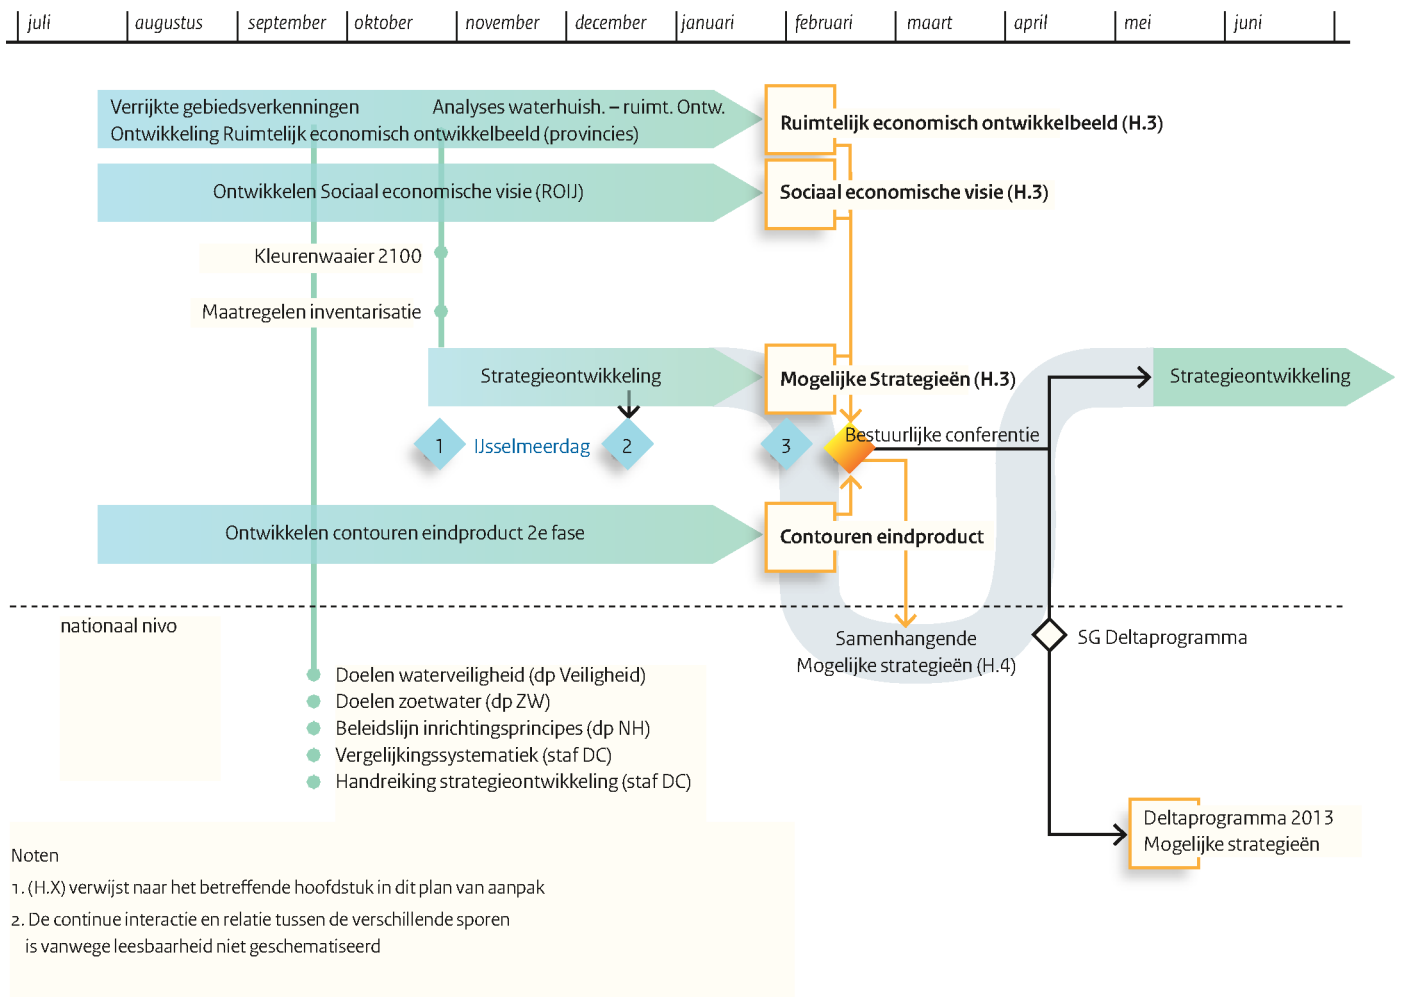 juli augustus september oktober november december januari februari maart april mei juni
Verrijkte gebiedsverkenningen Analyses waterhuish. – ruimt. Ontw.
Ontwikkeling Ruimtelijk economisch ontwikkelbeeld (provincies)
Ruimtelijk economisch ontwikkelbeeld (H.3)
Ontwikkelen Sociaal economische visie (ROIJ)
Sociaal economische visie (H.3)
Kleurenwaaier 2100
Maatregelen inventarisatie
Strategieontwikkeling
Mogelijke Strategieën (H.3)
Strategieontwikkeling
1 IJsselmeerdag 2 3
Bestuurlijke conferentie
Ontwikkelen contouren eindproduct 2e fase
Contouren eindproduct
nationaal nivo
Samenhangende
Mogelijke strategieën (H.4)
SG Deltaprogramma
Doelen waterveiligheid (dp Veiligheid)
Doelen zoetwater (dp ZW)
Beleidslijn inrichtingsprincipes (dp NH)
Vergelijkingssystematiek (staf DC)
Handreiking strategieontwikkeling (staf DC)
Deltaprogramma 2013
Mogelijke strategieën
Noten
1. (H.X) verwijst naar het betreffende hoofdstuk in dit plan van aanpak
2. De continue interactie en relatie tussen de verschillende sporen
is vanwege leesbaarheid niet geschematiseerd